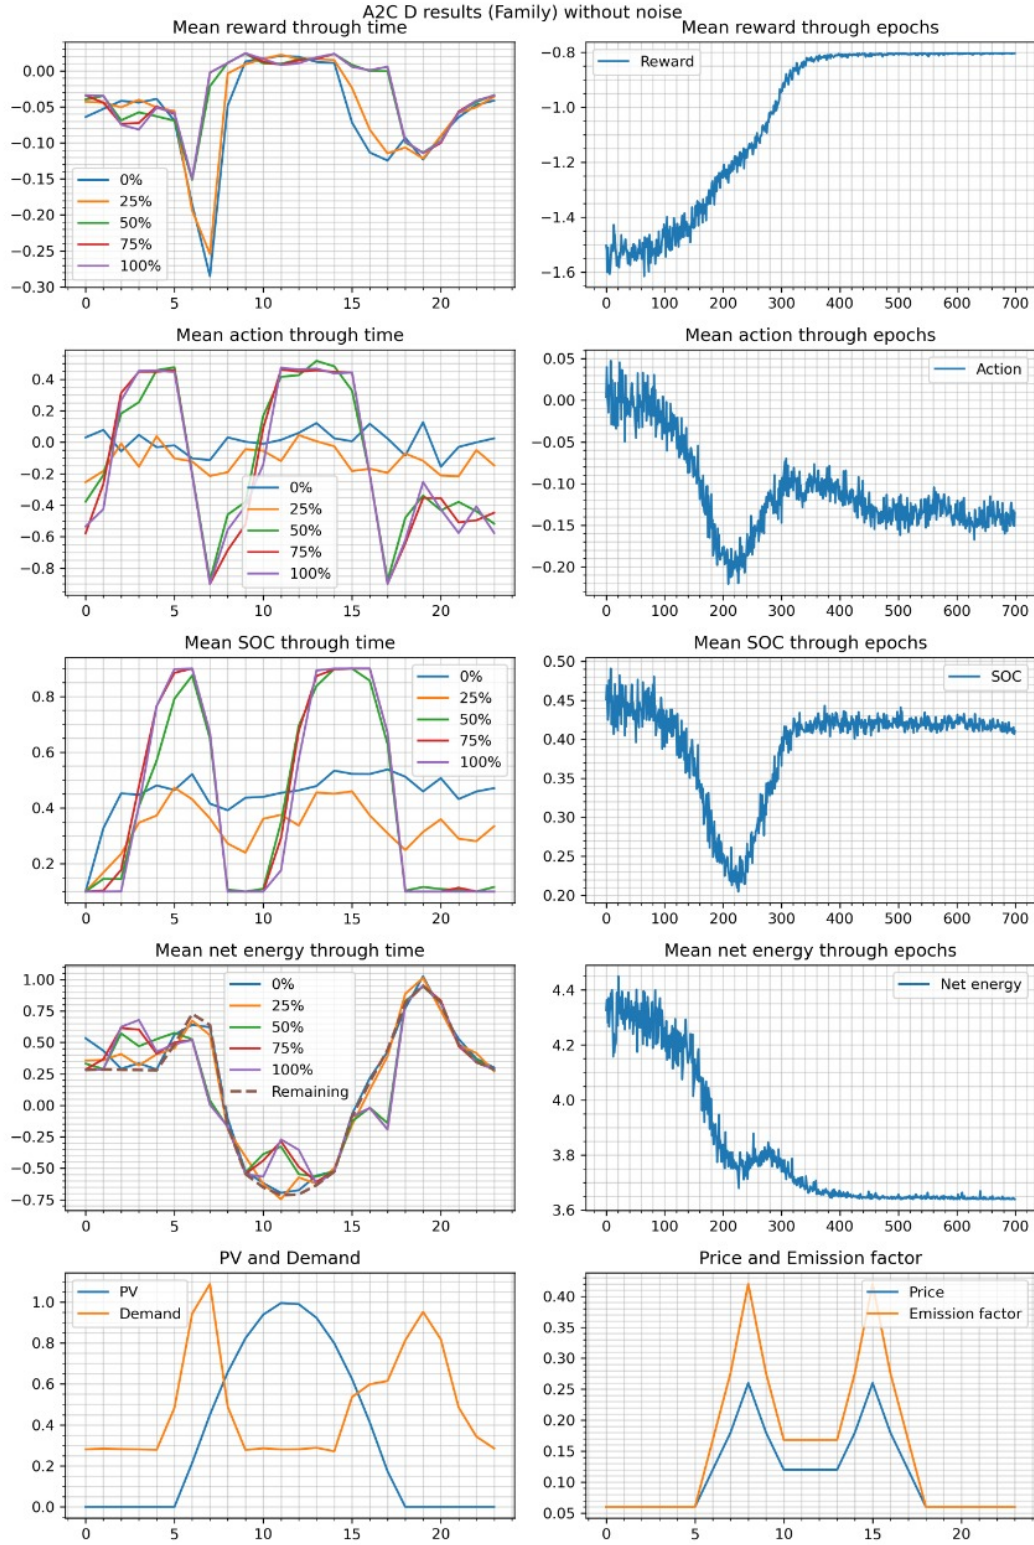 A2C D results (Family) without noise
Mean reward through time
0.00
−0.05
−0.10
−0.15
−0.20
−0.25
−0.30
0%
25%
50%
75%
100%
0 5 10 15 20
Mean reward through epochs
−0.8
−1.0
−1.2
−1.4
−1.6
Reward
0 100 200 300 400 500 600 700
Mean action through time
0.4
0.2
0.0
−0.2
−0.4
−0.6
−0.8
0%
25%
50%
75%
100%
0 5 10 15 20
Mean action through epochs
0.05
0.00
−0.05
−0.10
−0.15
−0.20
Action
0 100 200 300 400 500 600 700
Mean SOC through time
0.8
0.6
0.4
0.2
0%
25%
50%
75%
100%
0 5 10 15 20
Mean SOC through epochs
0.50
0.45
0.40
0.35
0.30
0.25
0.20
SOC
0 100 200 300 400 500 600 700
Mean net energy through time
1.00
0.75
0.50
0.25
0.00
−0.25
−0.50
−0.75
0%
25%
50%
75%
100%
Remaining
0 5 10 15 20
Mean net energy through epochs
4.4
4.2
4.0
3.8
3.6
Net energy
0 100 200 300 400 500 600 700
PV and Demand
1.0
0.8
0.6
0.4
0.2
0.0
PV
Demand
0 5 10 15 20
Price and Emission factor
0.40
0.35
0.30
0.25
0.20
0.15
0.10
0.05
Price
Emission factor
0 5 10 15 20